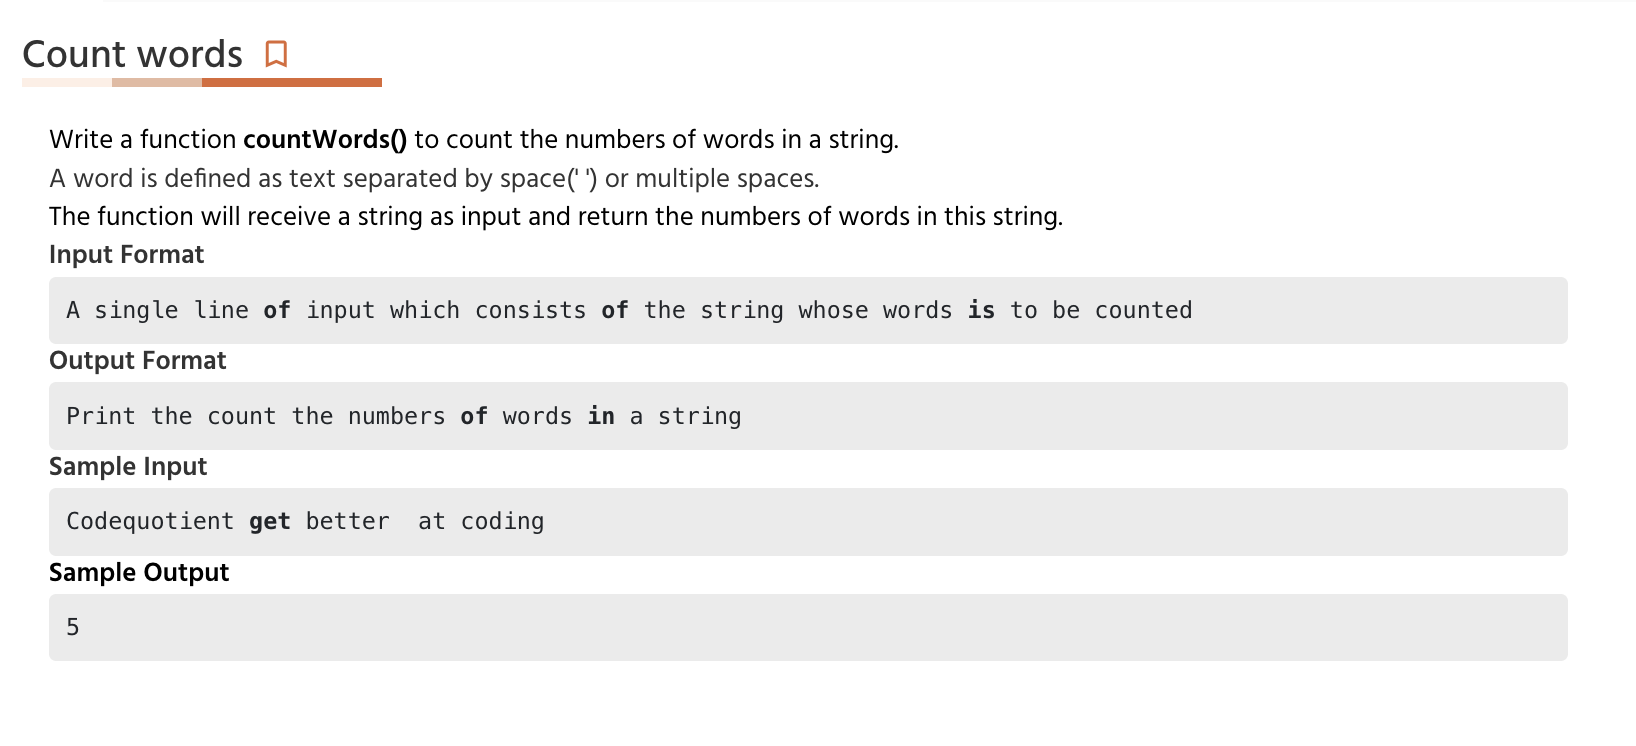 Count words
Write a function countWords() to count the numbers of words in a string.
A word is defined as text separated by space(' ') or multiple spaces.
The function will receive a string as input and return the numbers of words in this string.
Input Format
A single line of input which consists of the string whose words is to be counted
Output Format
Print the count the numbers of words in a string
Sample Input
Codequotient get better  at coding
Sample Output
5